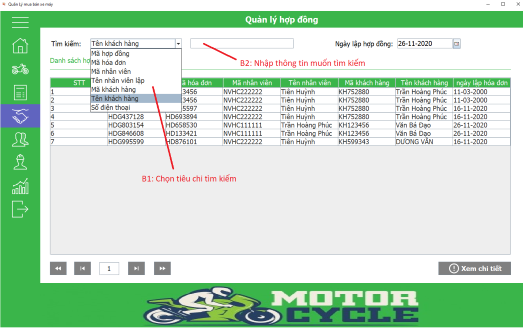 Quản lý mua bán xe máy
Quản lý hợp đồng
Tìm kiếm: Tên khách hàng
Ngày lập hợp đồng: 26-11-2020
B2: Nhập thông tin muốn tìm kiếm
Danh sách hợ
Mã hợp đồng
Mã hóa đơn
Mã nhân viên
Tên nhân viên lập
Mã khách hàng
Tên khách hàng
Số điện thoại
STT hóa đơn Mã nhân viên Tên nhân viên Mã khách hàng Tên khách hàng ngày lập hóa đơn
1 3456 NVHC222222 Tiên Huỳnh KH752880 Trần Hoàng Phúc 11-03-2000
2 3456 NVHC222222 Tiên Huỳnh KH752880 Trần Hoàng Phúc 11-03-2000
3 5597 NVHC222222 Tiên Huỳnh KH752880 Trần Hoàng Phúc 16-11-2020
4 HDG437128 HD693894 NVHC222222 Tiên Huỳnh KH752880 Trần Hoàng Phúc 16-11-2020
5 HDG803154 HD658530 NVHC111111 Trần Hoàng Phúc KH123456 Văn Bá Đạo 26-11-2020
6 HDG846608 HD133421 NVHC111111 Trần Hoàng Phúc KH123456 Văn Bá Đạo 26-11-2020
7 HDG995599 HD876101 NVHC222222 Tiên Huỳnh KH599343 DƯƠNG VĂN 16-11-2020
B1: Chọn tiêu chí tìm kiếm
1
Xem chi tiết
MOTOR
CYCLE